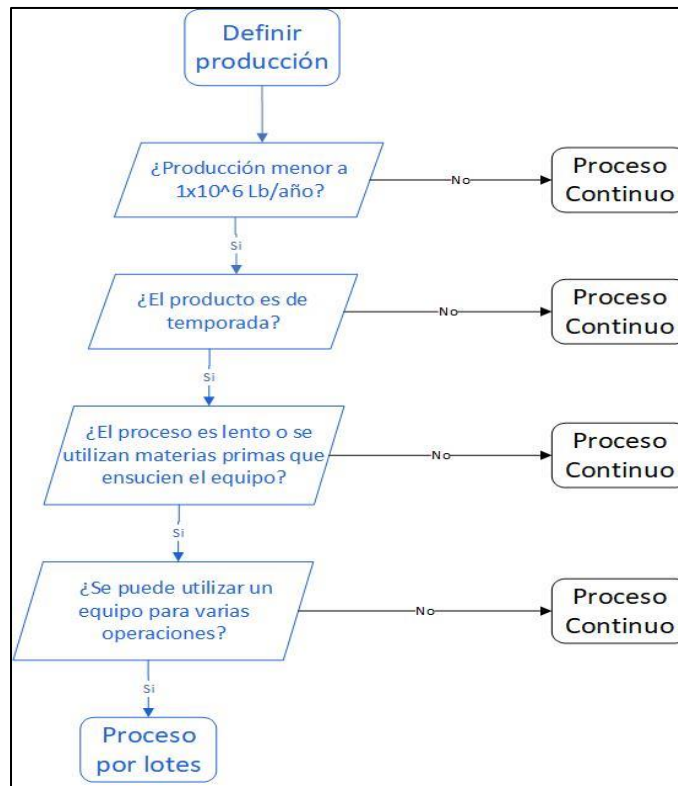 Definir
producción
¿Producción menor a
1x10^6 Lb/año?
No
Proceso
Continuo
Si
¿El producto es de
temporada?
No
Proceso
Continuo
Si
¿El proceso es lento o se
utilizan materias primas que
ensucien el equipo?
No
Proceso
Continuo
Si
¿Se puede utilizar un
equipo para varias
operaciones?
No
Proceso
Continuo
Si
Proceso
por lotes